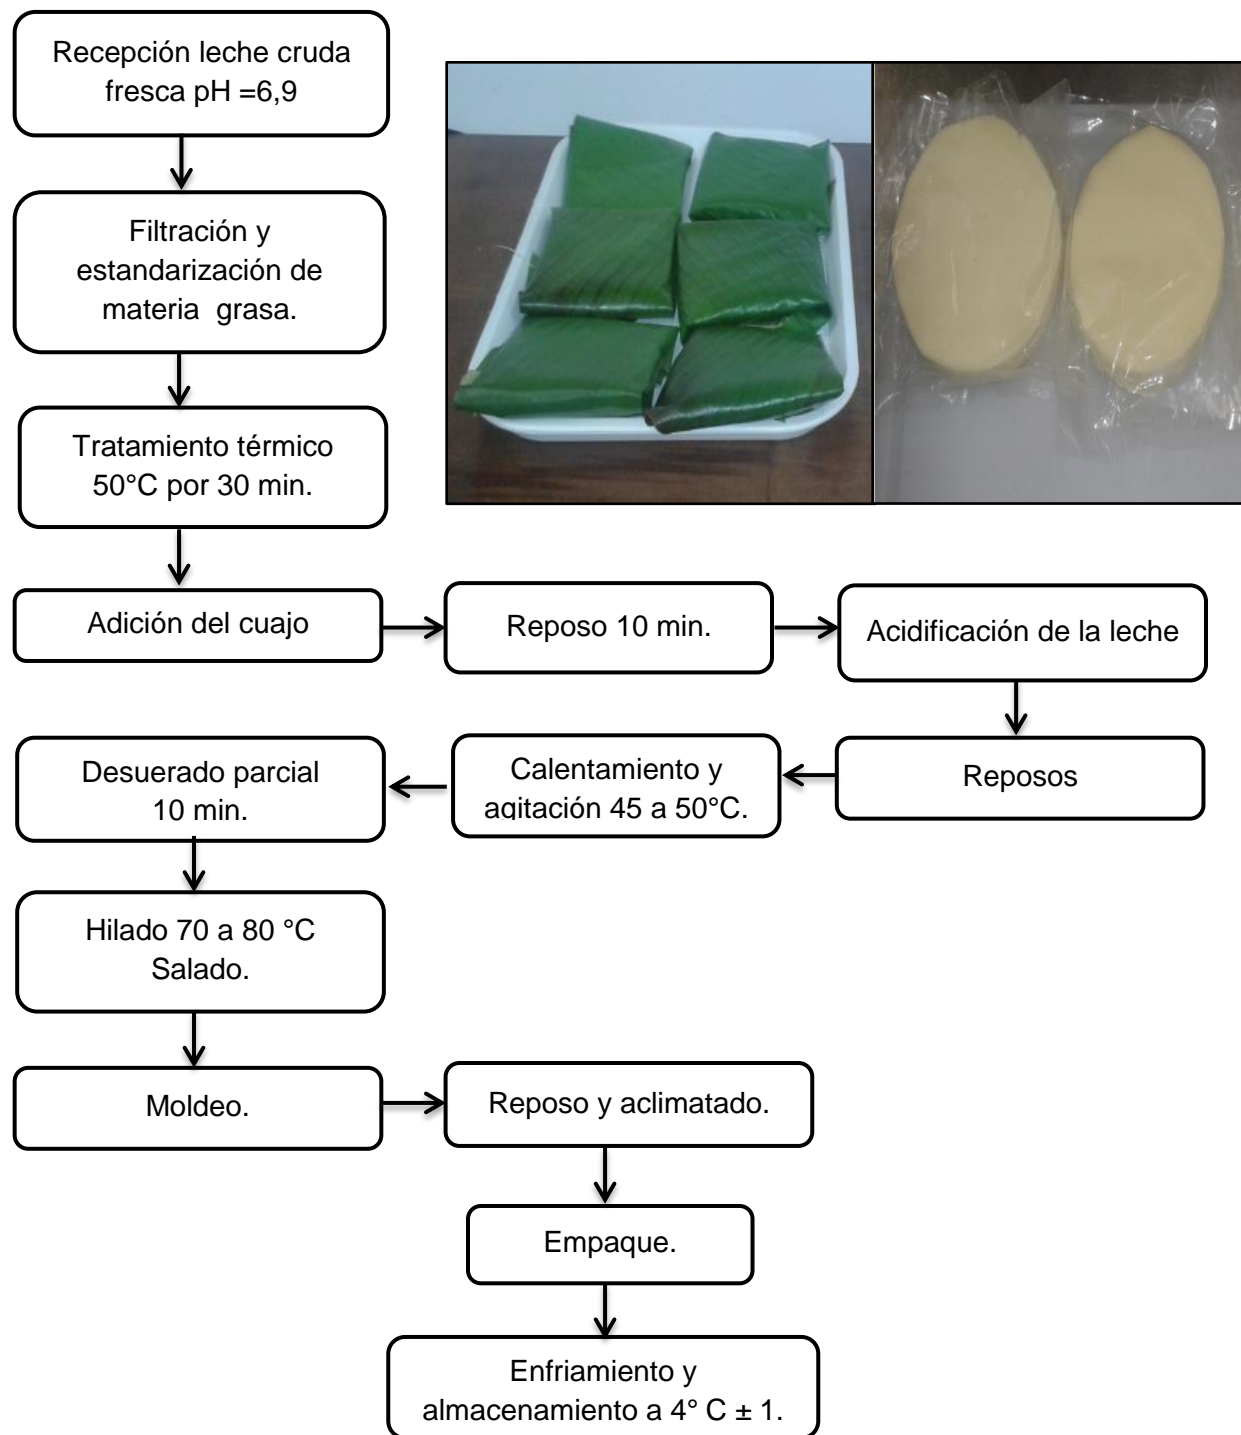 Recepción leche cruda
fresca pH =6,9
Filtración y
estandarización de
materia grasa.
Tratamiento térmico
50°C por 30 min.
Adición del cuajo
Reposo 10 min.
Acidificación de la leche
Reposos
Calentamiento y
agitación 45 a 50°C.
Desuerado parcial
10 min.
Hilado 70 a 80 °C
Salado.
Moldeo.
Reposo y aclimatado.
Empaque.
Enfriamiento y
almacenamiento a 4° C ± 1.